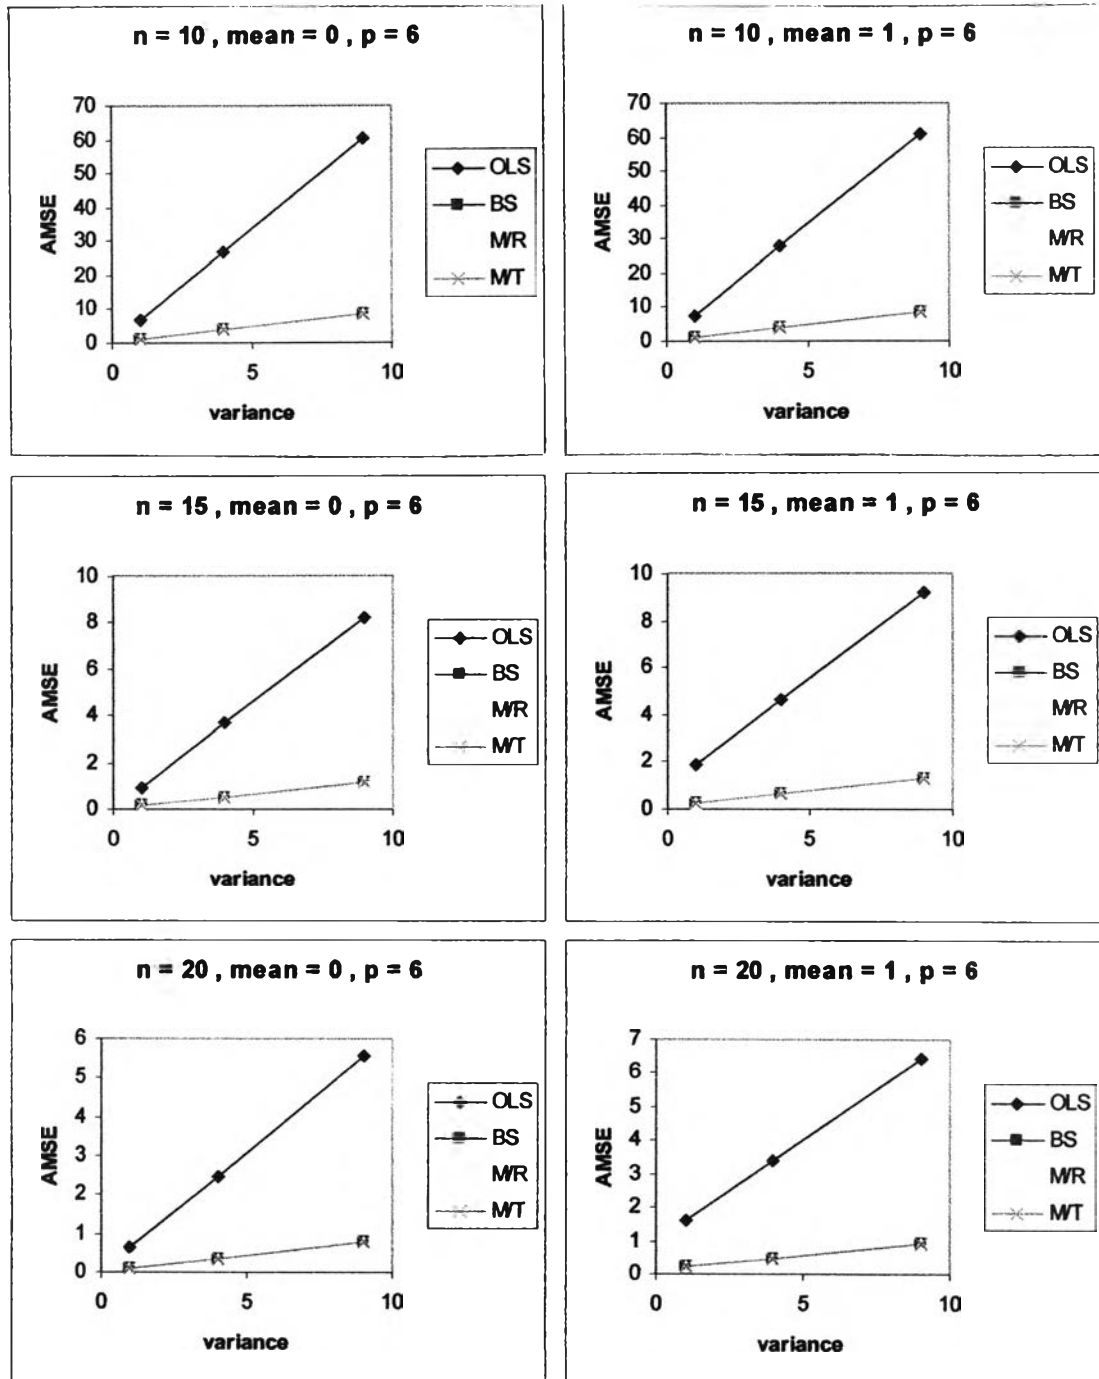 n = 10 , mean = 0 , p = 6
70
60
50
40
30
20
10
0
AMSE
0 5 10
variance
OLS
BS
M/R
M/T
n = 10 , mean = 1 , p = 6
70
60
50
40
30
20
10
0
AMSE
0 5 10
variance
OLS
BS
M/R
M/T
n = 15 , mean = 0 , p = 6
10
8
6
4
2
0
AMSE
0 5 10
variance
OLS
BS
M/R
M/T
n = 15 , mean = 1 , p = 6
10
8
6
4
2
0
AMSE
0 5 10
variance
OLS
BS
M/R
M/T
n = 20 , mean = 0 , p = 6
6
5
4
3
2
1
0
AMSE
0 5 10
variance
OLS
BS
M/R
M/T
n = 20 , mean = 1 , p = 6
7
6
5
4
3
2
1
0
AMSE
0 5 10
variance
OLS
BS
M/R
M/T